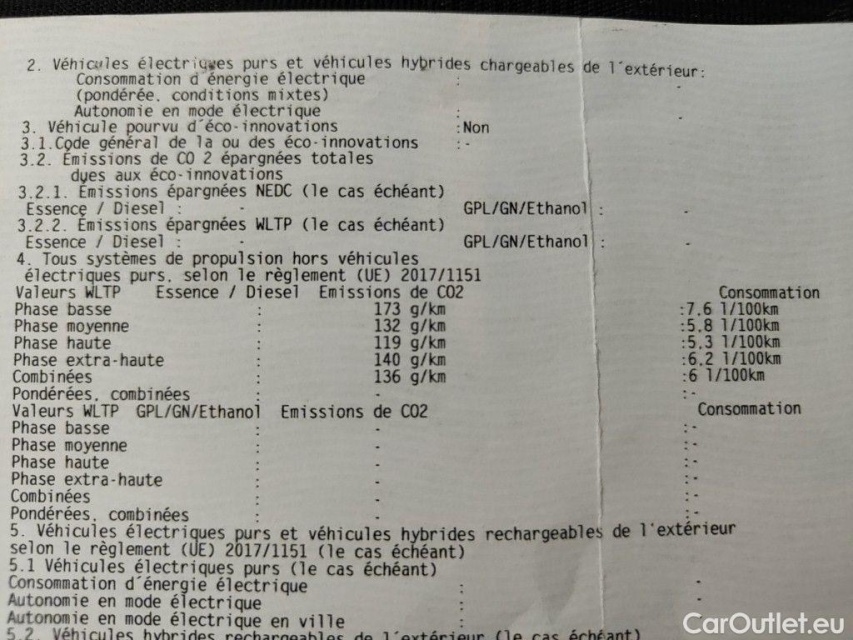 2. Véhicules électriques purs et véhicules hybrides chargeables de l´extérieur:
Consommation d´énergie électrique : -
(pondérée, conditions mixtes)
Autonomie en mode électrique : -
3. Véhicule pourvu d´éco-innovations :Non
3.1.Code général de la ou des éco-innovations :-
3.2. Émissions de CO 2 épargnées totales
dues aux éco-innovations
3.2.1. Émissions épargnées NEDC (le cas échéant)
Essence / Diesel : - GPL/GN/Ethanol : -
3.2.2. Émissions épargnées WLTP (le cas échéant)
Essence / Diesel : - GPL/GN/Ethanol : -
4. Tous systèmes de propulsion hors véhicules
électriques purs, selon le règlement (UE) 2017/1151
Valeurs WLTP Essence / Diesel Emissions de CO2 Consommation
Phase basse : 173 g/km :7,6 l/100km
Phase moyenne : 132 g/km :5,8 l/100km
Phase haute : 119 g/km :5,3 l/100km
Phase extra-haute : 140 g/km :6,2 l/100km
Combinées : 136 g/km :6 l/100km
Pondérées, combinées : - :-
Valeurs WLTP GPL/GN/Ethanol Emissions de CO2 Consommation
Phase basse : - :-
Phase moyenne : - :-
Phase haute : - :-
Phase extra-haute : - :-
Combinées : - :-
Pondérées, combinées : - :-
5. Véhicules électriques purs et véhicules hybrides rechargeables de l´extérieur
selon le règlement (UE) 2017/1151 (le cas échéant)
5.1 Véhicules électriques purs (le cas échéant)
Consommation d´énergie électrique : -
Autonomie en mode électrique : -
Autonomie en mode électrique en ville : -
5.2. Véhicules hybrides rechargeables de l´extérieur (le cas échéant)
CarOutlet.eu